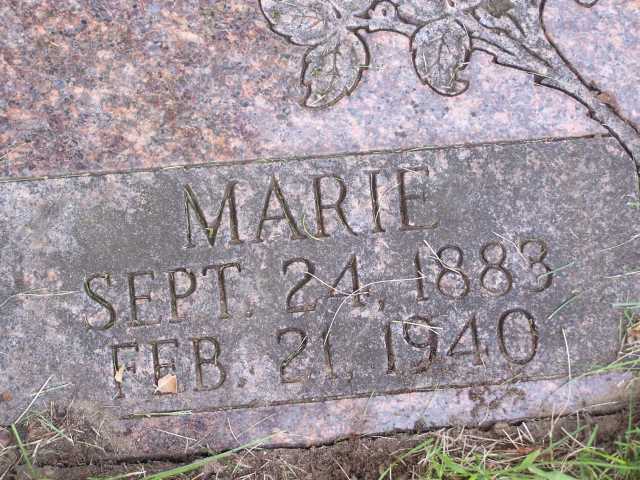 MARIE
SEPT. 24, 1883
FEB. 21, 1940